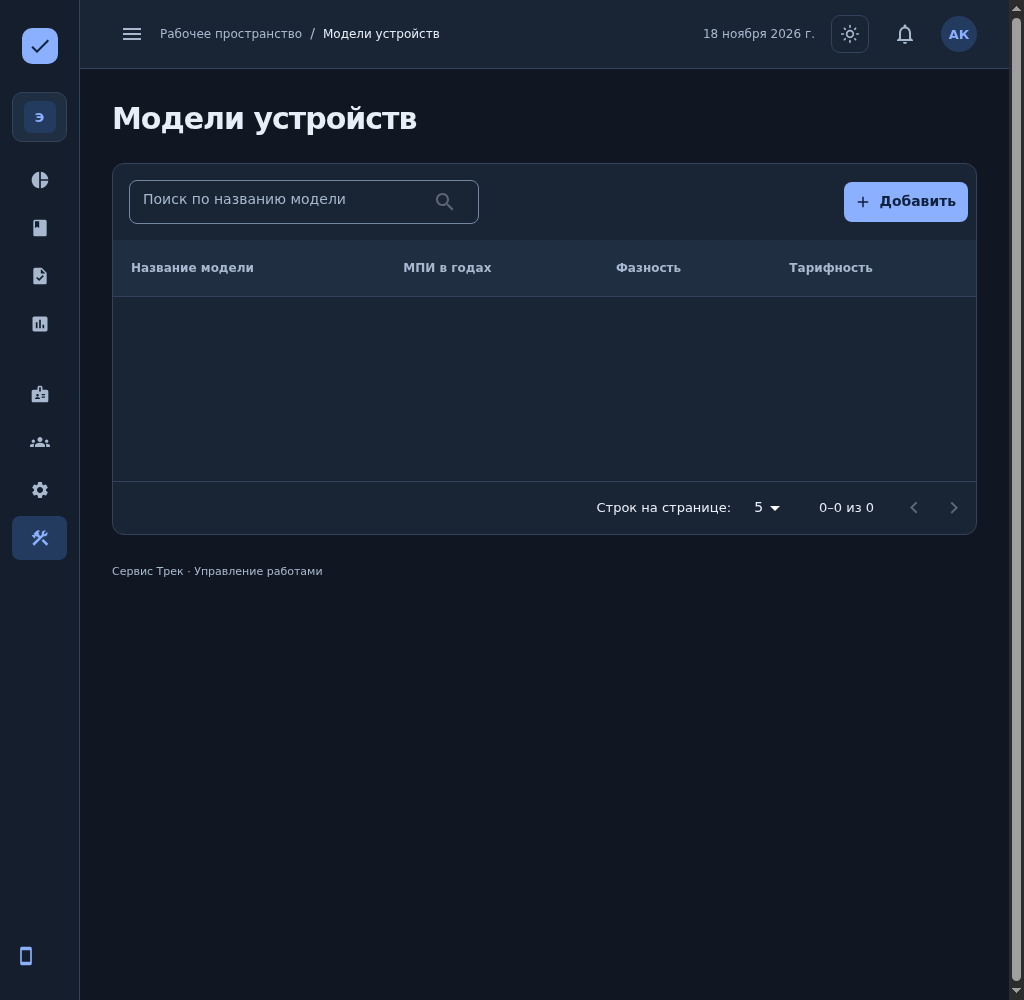 Рабочее пространство / Модели устройств
18 ноября 2026 г.
АК
Э
Модели устройств
Поиск по названию модели
+ Добавить
Название модели МПИ в годах Фазность Тарифность
Строк на странице: 5 0–0 из 0
Сервис Трек · Управление работами